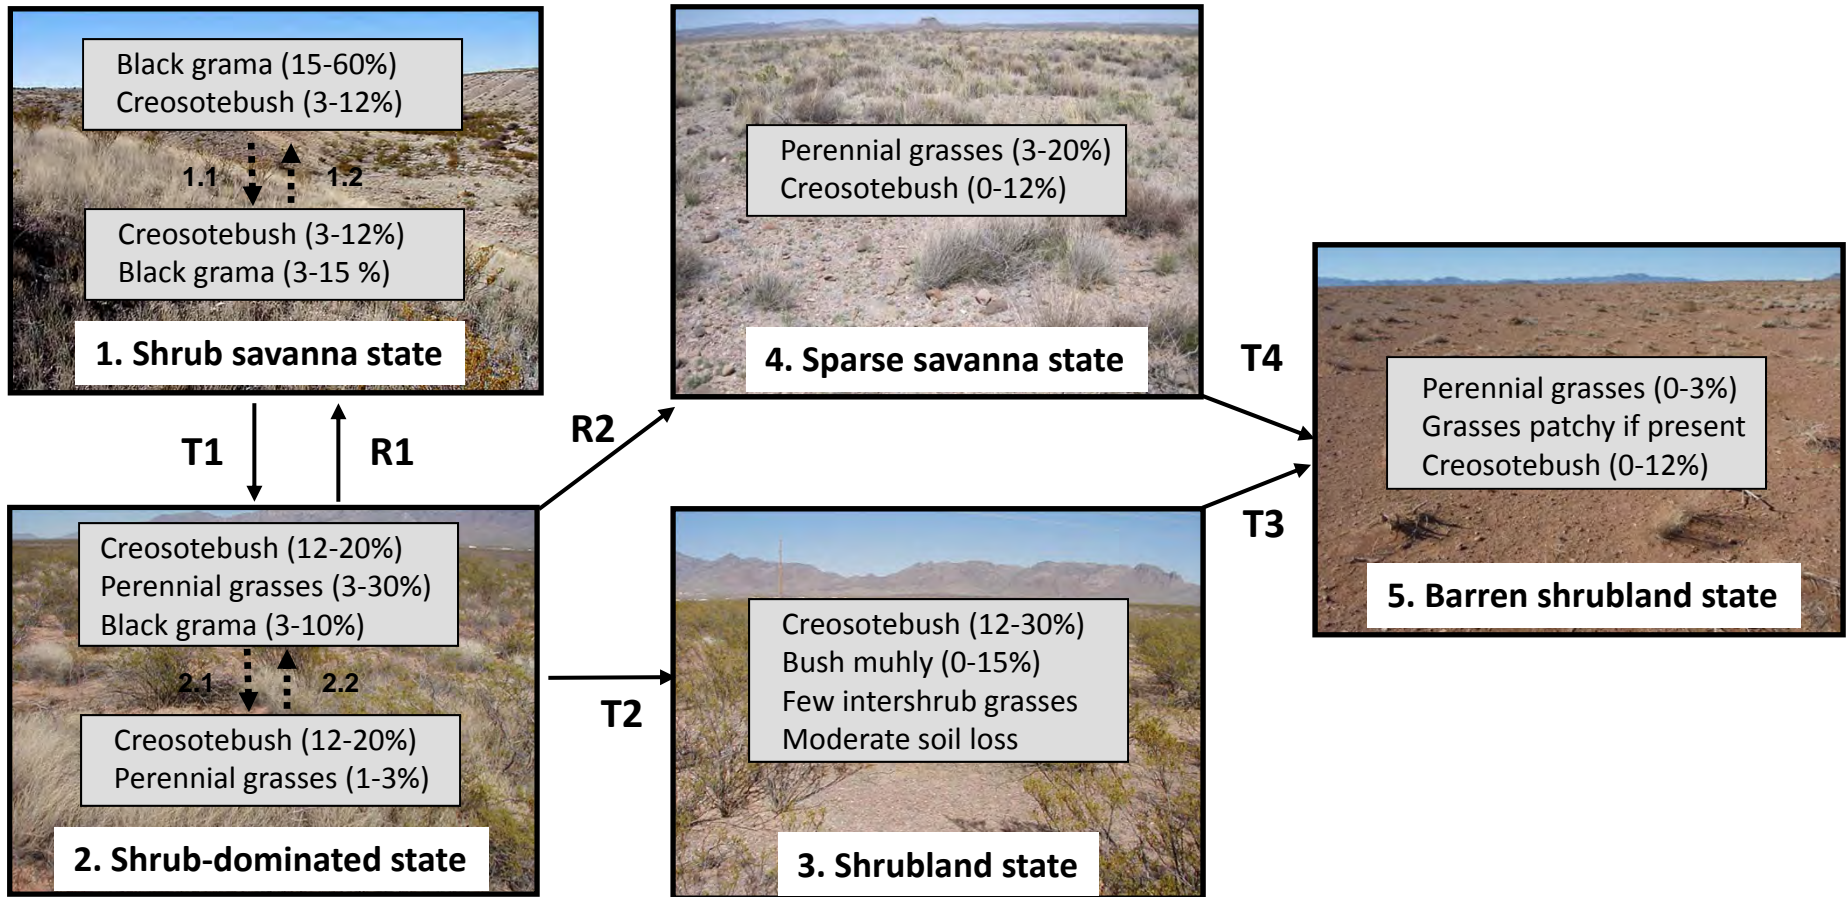 Black grama (15-60%)
Creosotebush (3-12%)
1.1
1.2
Creosotebush (3-12%)
Black grama (3-15 %)
1. Shrub savanna state
T1
R1
Creosotebush (12-20%)
Perennial grasses (3-30%)
Black grama (3-10%)
2.1
2.2
Creosotebush (12-20%)
Perennial grasses (1-3%)
2. Shrub-dominated state
R2
T2
Perennial grasses (3-20%)
Creosotebush (0-12%)
4. Sparse savanna state
Creosotebush (12-30%)
Bush muhly (0-15%)
Few intershrub grasses
Moderate soil loss
3. Shrubland state
T4
T3
Perennial grasses (0-3%)
Grasses patchy if present
Creosotebush (0-12%)
5. Barren shrubland state